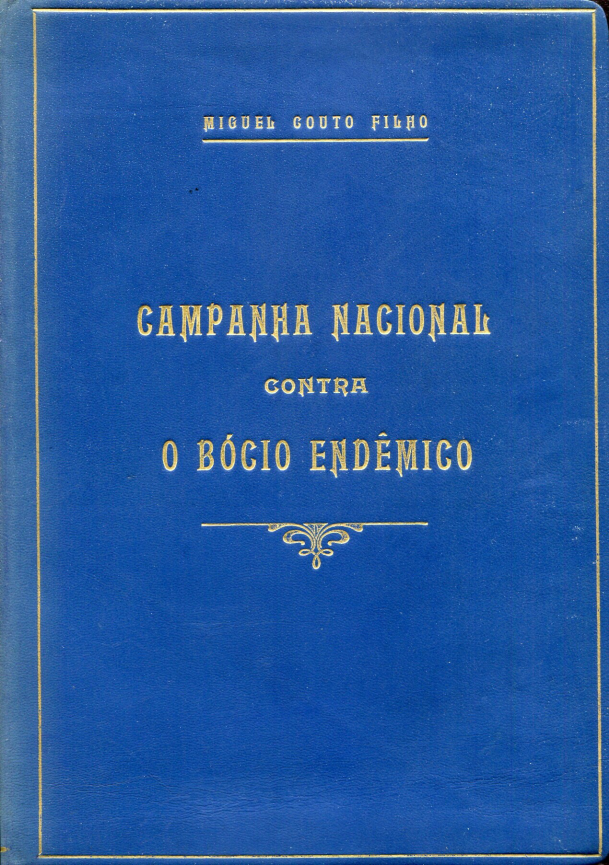 MIGUEL COUTO FILHO
CAMPANHA NACIONAL
CONTRA
O BÓCIO ENDÊMICO